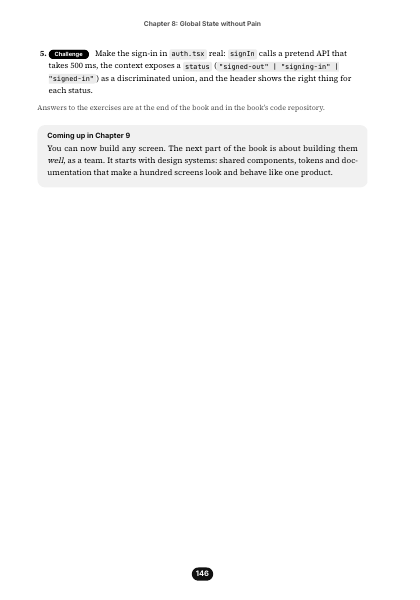 Chapter 8: Global State without Pain
5. Challenge Make the sign-in in auth.tsx real: signIn calls a pretend API that
takes 500 ms, the context exposes a status ( "signed-out" | "signing-in" |
"signed-in" ) as a discriminated union, and the header shows the right thing for
each status.
Answers to the exercises are at the end of the book and in the book's code repository.
Coming up in Chapter 9
You can now build any screen. The next part of the book is about building them
well, as a team. It starts with design systems: shared components, tokens and doc-
umentation that make a hundred screens look and behave like one product.
146